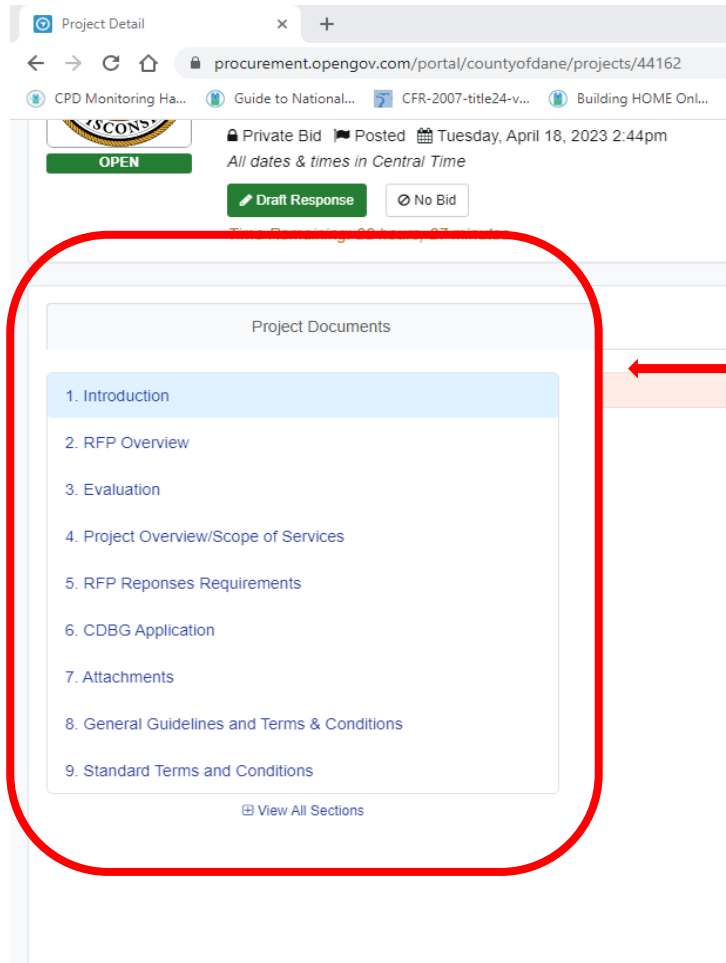 Project Detail
procurement.opengov.com/portal/countyofdane/projects/44162
CPD Monitoring Ha... Guide to National... CFR-2007-title24-v... Building HOME Onl...
OPEN
Private Bid Posted Tuesday, April 18, 2023 2:44pm
All dates & times in Central Time
Draft Response No Bid
Time Remaining:
Project Documents
1. Introduction
2. RFP Overview
3. Evaluation
4. Project Overview/Scope of Services
5. RFP Reponses Requirements
6. CDBG Application
7. Attachments
8. General Guidelines and Terms & Conditions
9. Standard Terms and Conditions
View All Sections